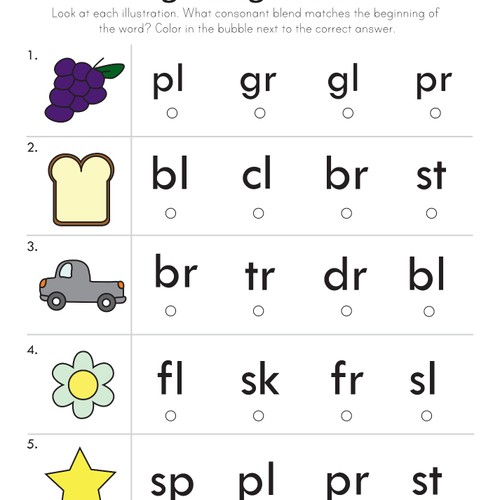 Look at each illustration. What consonant blend matches the beginning of
the word? Color in the bubble next to the correct answer.
1.
pl gr gl pr
2.
bl cl br st
3.
br tr dr bl
4.
fl sk fr sl
5.
sp pl pr st